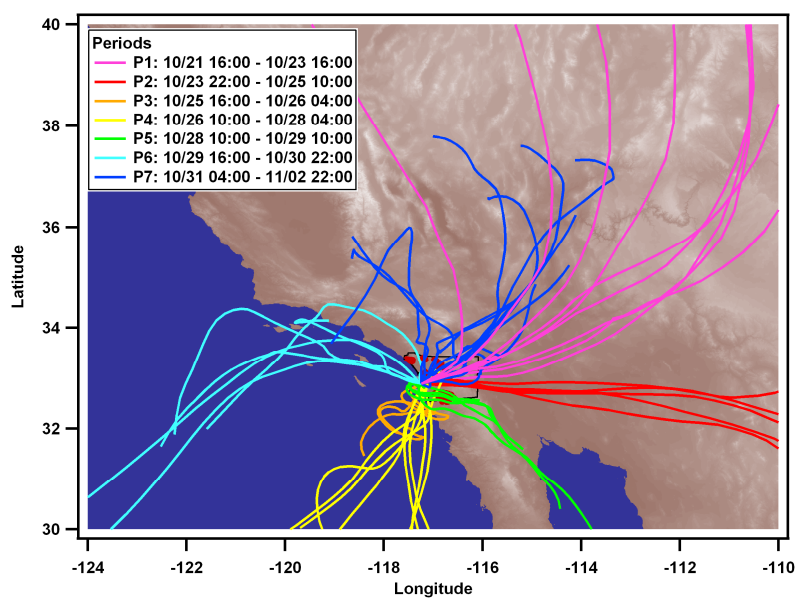 40
38
36
34
32
30
Latitude
Periods
P1: 10/21 16:00 - 10/23 16:00
P2: 10/23 22:00 - 10/25 10:00
P3: 10/25 16:00 - 10/26 04:00
P4: 10/26 10:00 - 10/28 04:00
P5: 10/28 10:00 - 10/29 10:00
P6: 10/29 16:00 - 10/30 22:00
P7: 10/31 04:00 - 11/02 22:00
-124 -122 -120 -118 -116 -114 -112 -110
Longitude